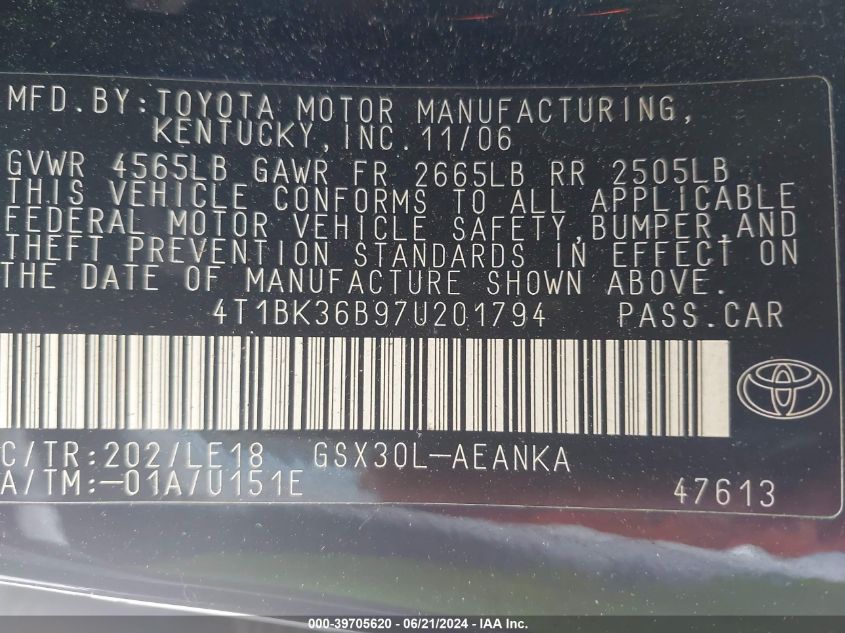 MFD.BY:TOYOTA MOTOR MANUFACTURING,
KENTUCKY,INC.11/06
GVWR 4565LB GAWR FR 2665LB RR 2505LB
THIS VEHICLE CONFORMS TO ALL APPLICABLE
FEDERAL MOTOR VEHICLE SAFETY,BUMPER,AND
THEFT PREVENTION STANDARDS IN EFFECT ON
THE DATE OF MANUFACTURE SHOWN ABOVE.
4T1BK36B97U201794 PASS.CAR
C/TR:202/LE18 GSX30L-AEANKA
A/TM:-01A/U151E 47613
000-39705620 - 06/21/2024 - IAA Inc.